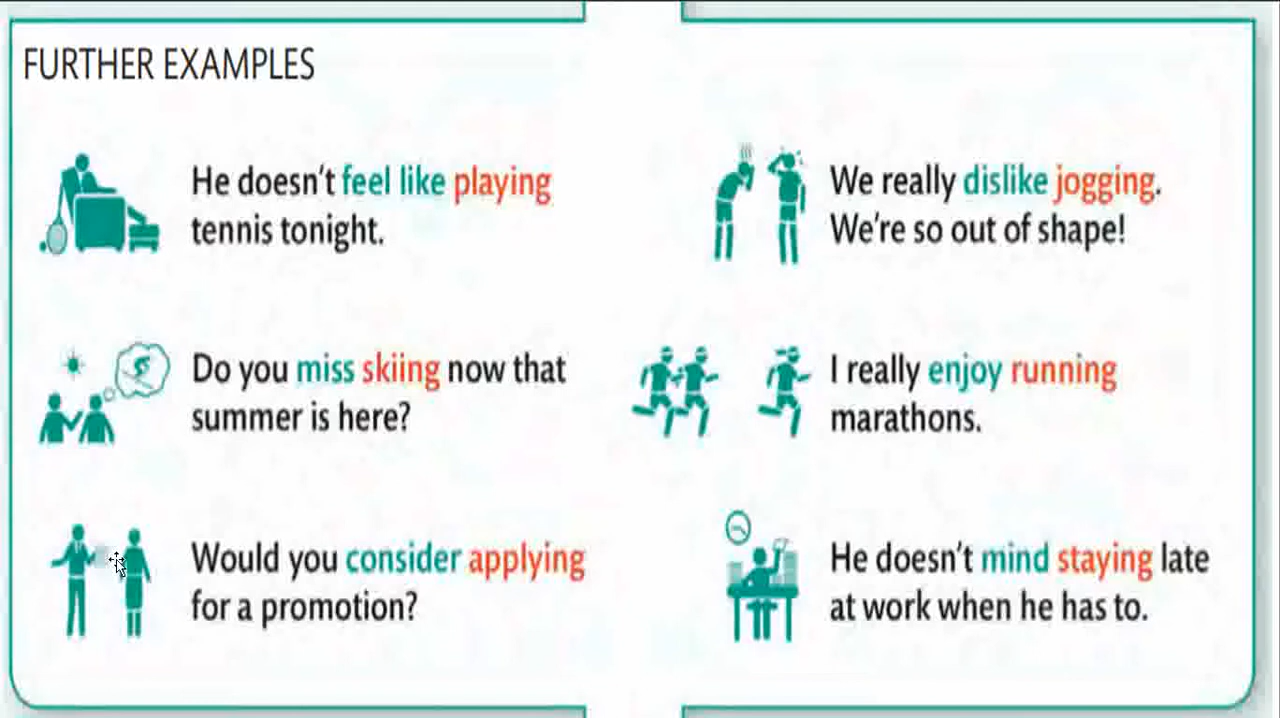 FURTHER EXAMPLES
He doesn't feel like playing
tennis tonight.
Do you miss skiing now that
summer is here?
Would you consider applying
for a promotion?
We really dislike jogging.
We're so out of shape!
I really enjoy running
marathons.
He doesn't mind staying late
at work when he has to.